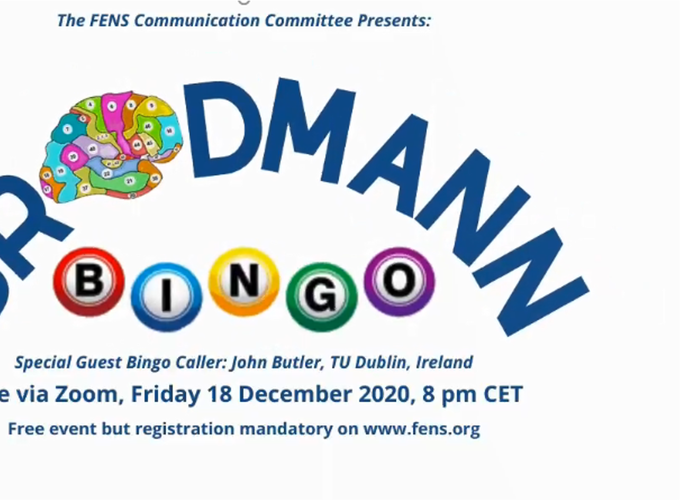 The FENS Communication Committee Presents:
R DMANN
BINGO
Special Guest Bingo Caller: John Butler, TU Dublin, Ireland
e via Zoom, Friday 18 December 2020, 8 pm CET
Free event but registration mandatory on www.fens.org